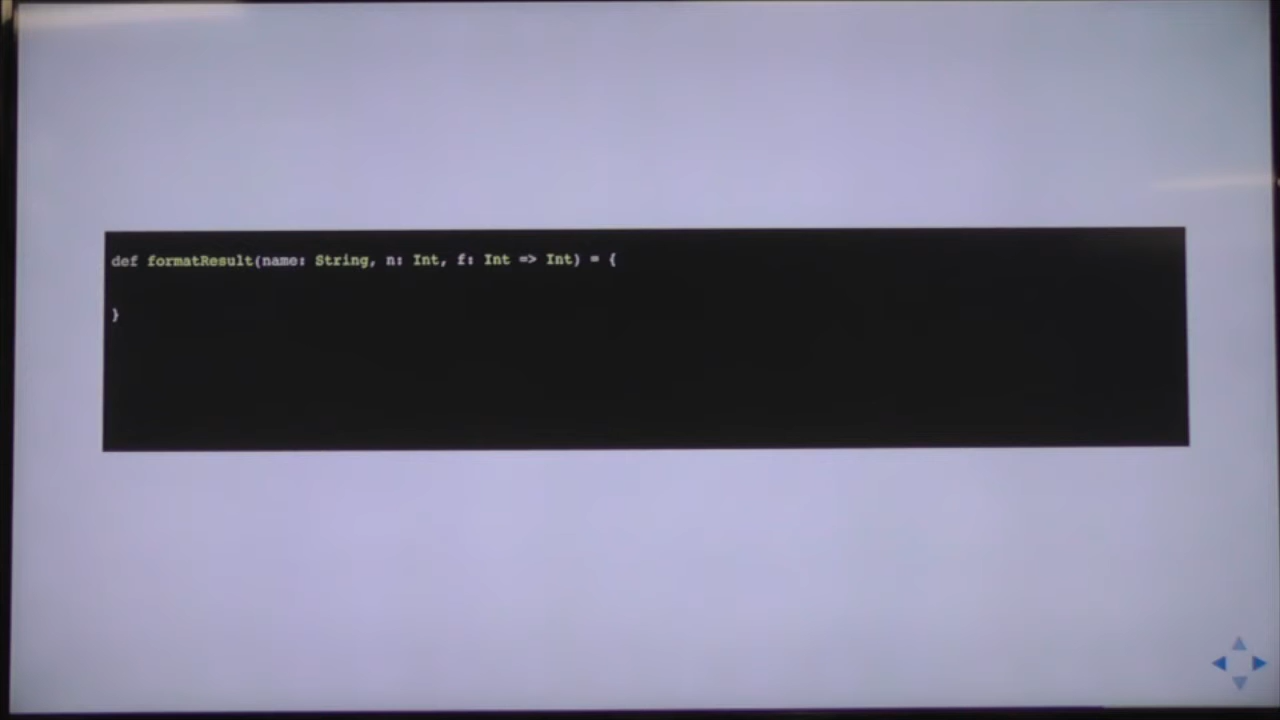 def formatResult(name: String, n: Int, f: Int => Int) = {
}